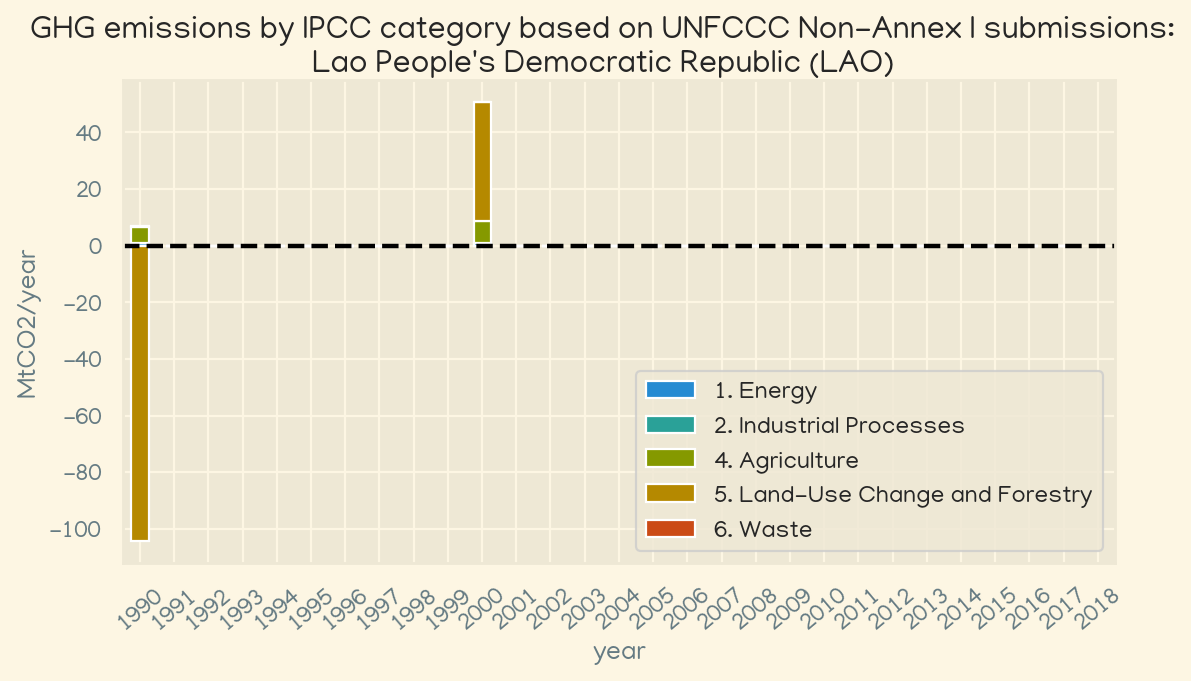 GHG emissions by IPCC category based on UNFCCC Non-Annex I submissions:
Lao People's Democratic Republic (LAO)
MtCO2/year
40
20
0
-20
-40
-60
-80
-100
1. Energy
2. Industrial Processes
4. Agriculture
5. Land-Use Change and Forestry
6. Waste
1990 1991 1992 1993 1994 1995 1996 1997 1998 1999 2000 2001 2002 2003 2004 2005 2006 2007 2008 2009 2010 2011 2012 2013 2014 2015 2016 2017 2018
year